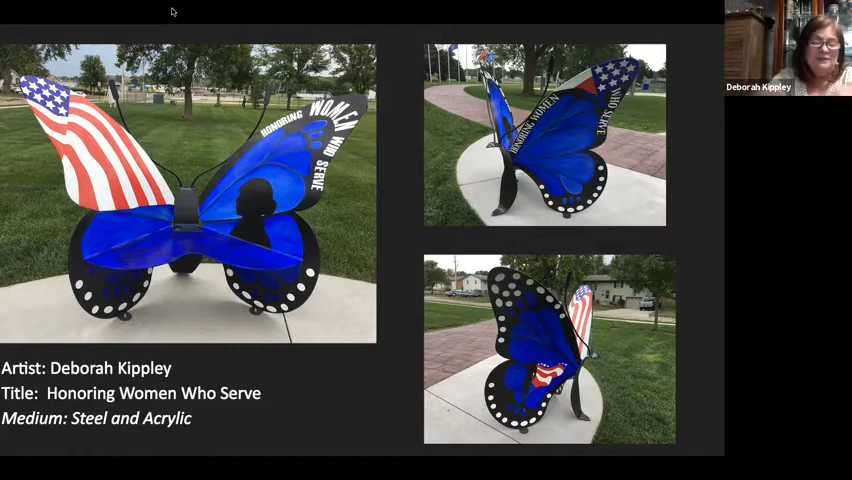 HONORING WOMEN WHO SERVE
HONORING WOMEN
WHO SERVE
Deborah Kippley
Artist: Deborah Kippley
Title: Honoring Women Who Serve
Medium: Steel and Acrylic